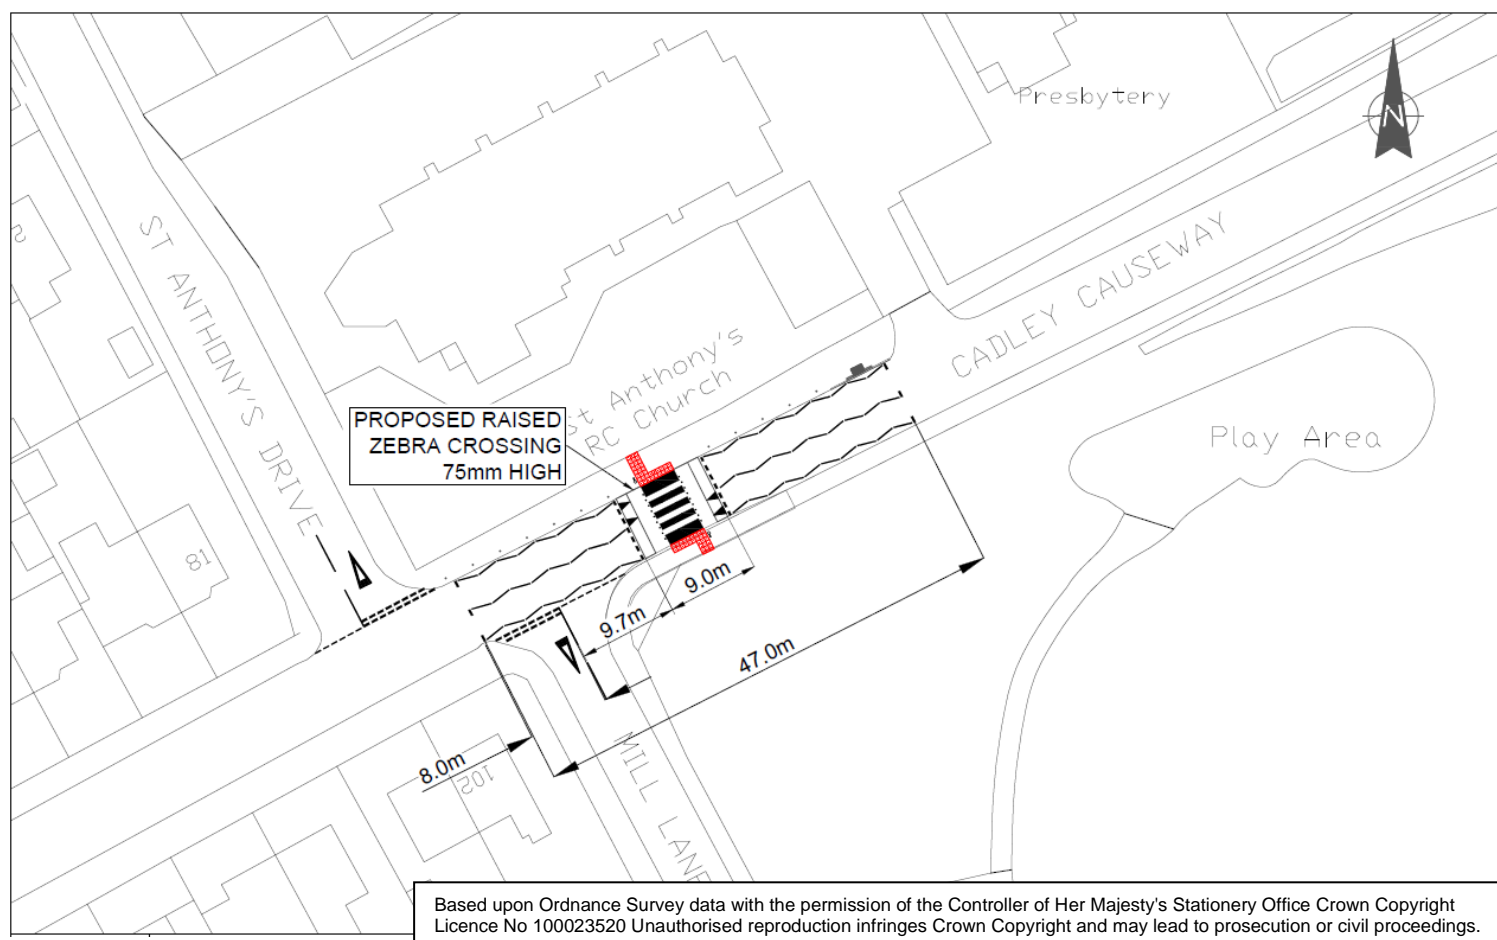 Presbytery
N
2
ST ANTHONY'S DRIVE
CADLEY CAUSEWAY
St Anthony's
RC Church
PROPOSED RAISED
ZEBRA CROSSING
75mm HIGH
Play Area
81
9.0m
9.7m
47.0m
8.0m
102
MILL LANE
Based upon Ordnance Survey data with the permission of the Controller of Her Majesty's Stationery Office Crown Copyright
Licence No 100023520 Unauthorised reproduction infringes Crown Copyright and may lead to prosecution or civil proceedings.